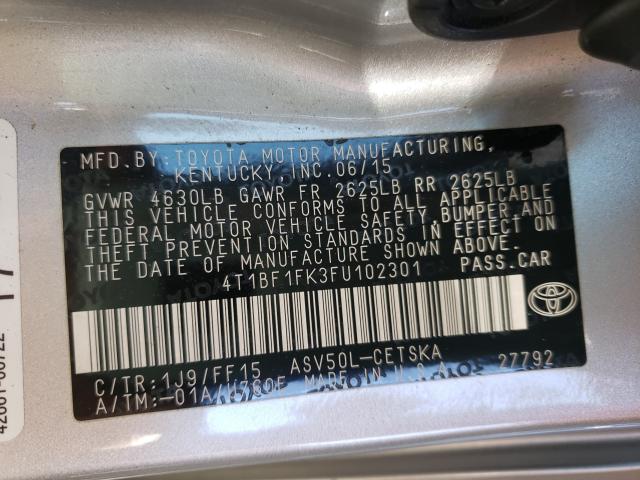 MFD.BY:TOYOTA MOTOR MANUFACTURING,
KENTUCKY INC.06/15
GVWR 4630LB GAWR FR 2625LB RR 2625LB
THIS VEHICLE CONFORMS TO ALL APPLICABLE
FEDERAL MOTOR VEHICLE SAFETY,BUMPER,AND
THEFT PREVENTION STANDARDS IN EFFECT ON
THE DATE OF MANUFACTURE SHOWN ABOVE.
4T1BF1FK3FU102301 PASS.CAR
C/TR:1J9/FF15 ASV50L-CETSKA
A/TM:-01A/U760E MADE IN U.S.A. 27792